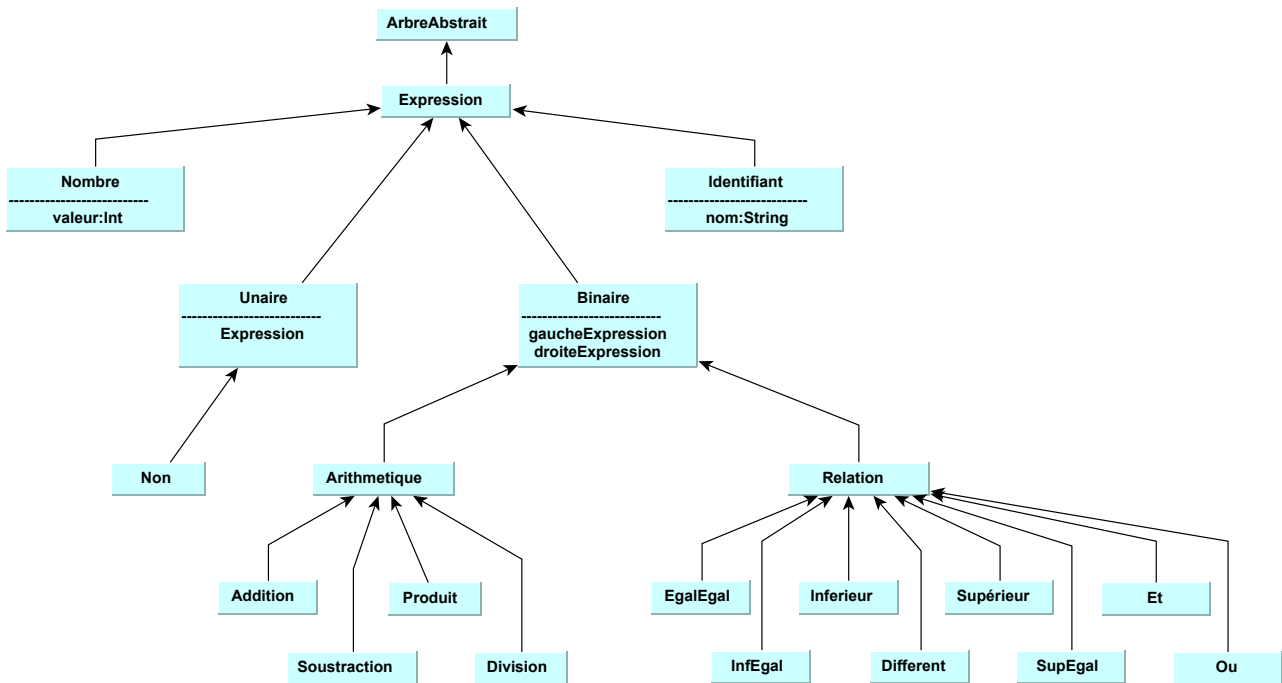 ArbreAbstrait
Expression
Nombre
---------------------------
valeur:Int
Identifiant
---------------------------
nom:String
Unaire
---------------------------
Expression
Binaire
---------------------------
gaucheExpression
droiteExpression
Non
Arithmetique
Relation
Addition
Produit
EgalEgal
Inferieur
Supérieur
Et
Soustraction
Division
InfEgal
Different
SupEgal
Ou